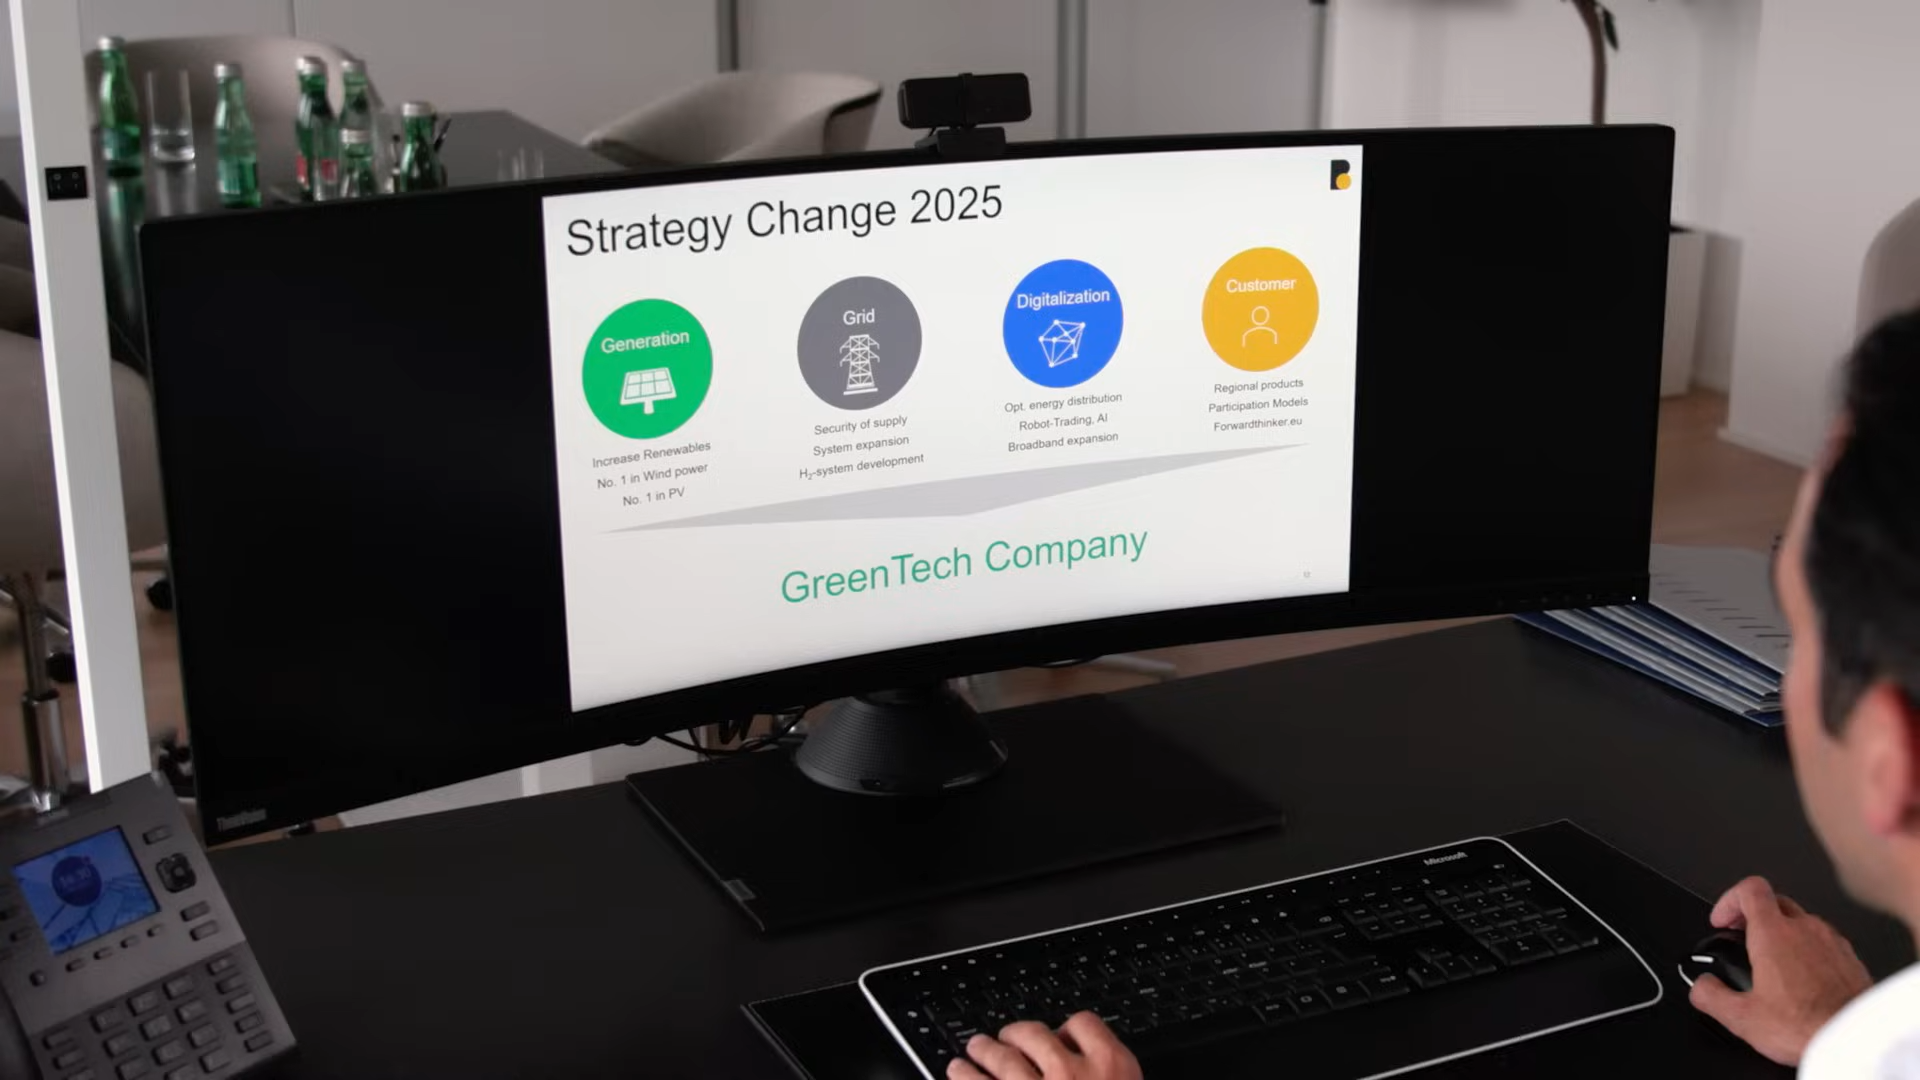 Strategy Change 2025
Generation
Increase Renewables
No. 1 in Wind power
No. 1 in PV
Grid
Security of supply
System expansion
H₂-system development
Digitalization
Opt. energy distribution
Robot-Trading, AI
Broadband expansion
Customer
Regional products
Participation Models
Forwardthinker.eu
GreenTech Company
ThinkVision
Microsoft